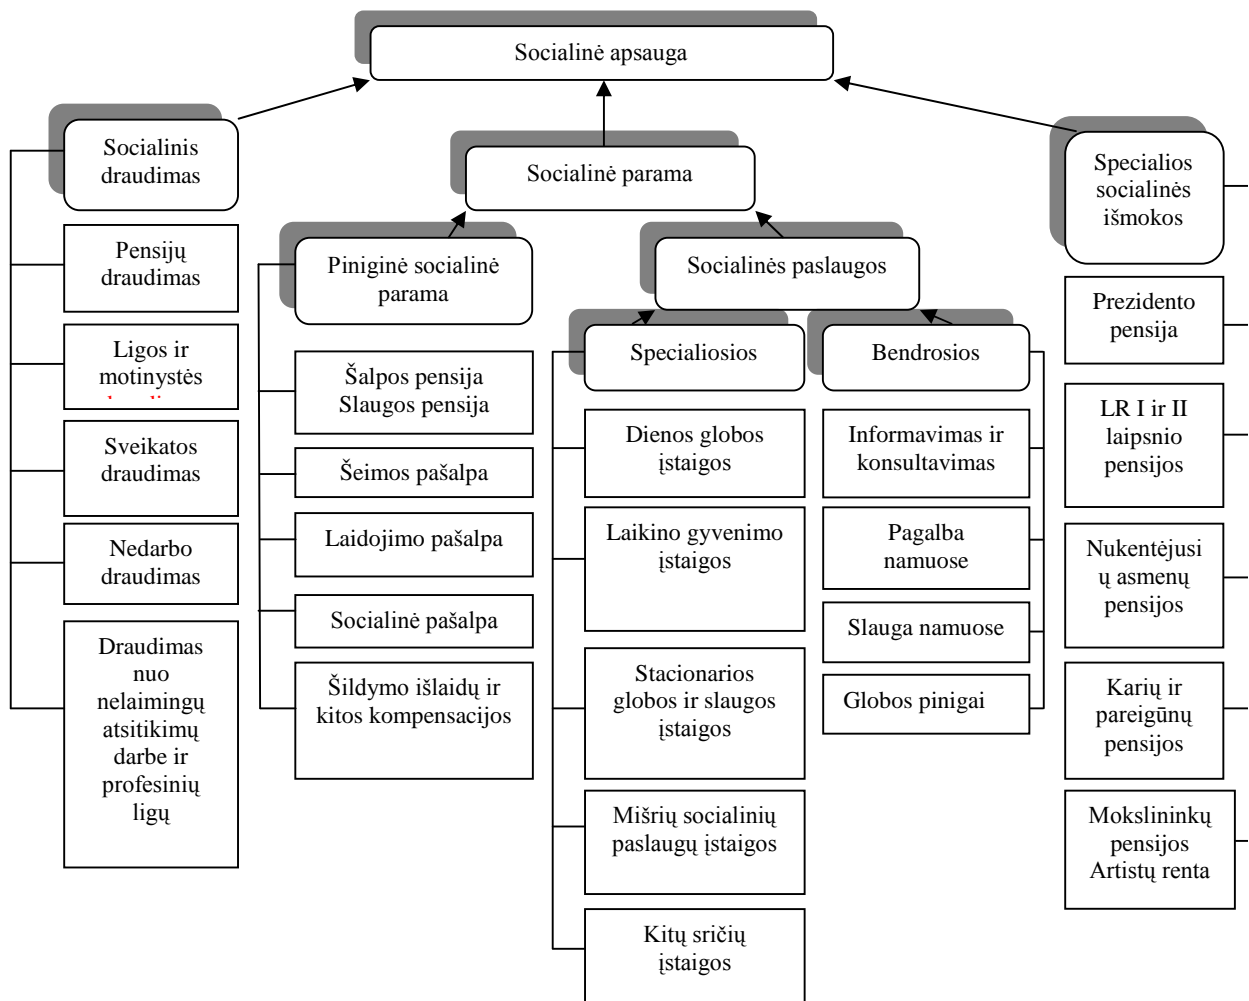 Socialinė apsauga
Socialinis
draudimas
Socialinė parama
Specialios
socialinės
išmokos
Pensijų
draudimas
Ligos ir
motinystės
Sveikatos
draudimas
Nedarbo
draudimas
Draudimas
nuo
nelaimingų
atsitikimų
darbe ir
profesinių
ligų
Piniginė socialinė
parama
Šalpos pensija
Slaugos pensija
Šeimos pašalpa
Laidojimo pašalpa
Socialinė pašalpa
Šildymo išlaidų ir
kitos kompensacijos
Socialinės paslaugos
Specialiosios
Dienos globos
įstaigos
Laikino gyvenimo
įstaigos
Stacionarios
globos ir slaugos
įstaigos
Mišrių socialinių
paslaugų įstaigos
Kitų sričių
įstaigos
Bendrosios
Informavimas ir
konsultavimas
Pagalba
namuose
Slauga namuose
Globos pinigai
Prezidento
pensija
LR I ir II
laipsnio
pensijos
Nukentėjusi
ų asmenų
pensijos
Karių ir
pareigūnų
pensijos
Mokslininkų
pensijos
Artistų renta